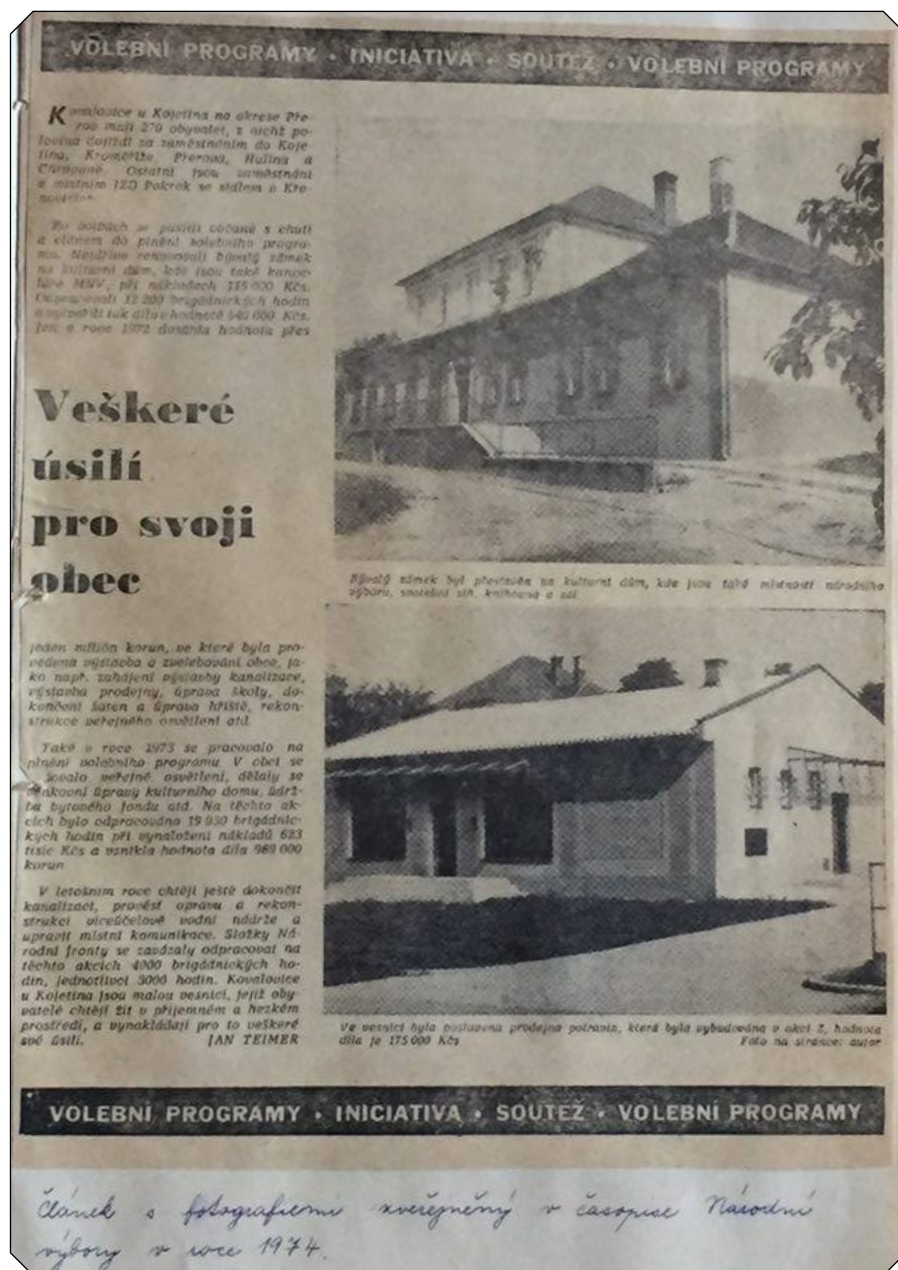 VOLEBNÍ PROGRAMY • INICIATIVA • SOUTĚŽ • VOLEBNÍ PROGRAMY
Kovalovice u Kojetína na okrese Pře-
rov mají 270 obyvatel, z nichž po-
lovina dojíždí za zaměstnáním do Koje-
tína, Kroměříže, Přerova, Hulína a
Chropyně. Ostatní jsou zaměstnáni
v místním JZD Pokrok se sídlem v Kře-
novicích.
Po volbách se pustili občané s chutí
a elánem do plnění volebního progra-
mu. Nejdříve renovovali bývalý zámek
na kulturní dům, kde jsou také kance-
láře MNV, při nákladech 115 000 Kčs.
Odpracovali 12 200 brigádnických hodin
a vytvořili tak dílo v hodnotě 540 000 Kčs.
Jen v roce 1972 dosáhla hodnota přes
Veškeré
úsilí
pro svoji
obec
jeden milión korun, ve které byla pro-
vedena výstavba a zvelebování obce, ja-
ko např. zahájení výstavby kanalizace,
výstavba prodejny, úprava školy, do-
končení šaten a úprava hřiště, rekon-
strukce veřejného osvětlení atd.
Také v roce 1973 se pracovalo na
plnění volebního programu. V obci se
veřejné osvětlení, dělaly se
venkovní úpravy kulturního domu, údrž-
ba bytového fondu atd. Na těchto ak-
cích bylo odpracováno 19 930 brigádnic-
kých hodin při vynaložení nákladů 623
tisíc Kčs a vznikla hodnota díla 989 000
korun
V letošním roce chtějí ještě dokončit
kanalizaci, provést opravu a rekon-
strukci víceúčelové vodní nádrže a
upravit místní komunikace. Složky Ná-
rodní fronty se zavázaly odpracovat na
těchto akcích 4000 brigádnických ho-
din, jednotlivci 3000 hodin. Kovalovice
u Kojetína jsou malou vesnicí, jejíž oby-
vatelé chtějí žít v příjemném a hezkém
prostředí, a vynakládají pro to veškeré
své úsilí. JAN TEIMER
Bývalý zámek byl přestavěn na kulturní dům, kde jsou také místnosti národního
výboru, svatební síň, knihovna a sál
Ve vesnici byla postavena prodejna potravin, která byla vybudována v akci Z, hodnota
díla je 175 000 Kčs Foto na stránce: autor
VOLEBNÍ PROGRAMY • INICIATIVA • SOUTĚŽ • VOLEBNÍ PROGRAMY
Článek s fotografiemi zveřejněný v časopise Národní
výbory v roce 1974.